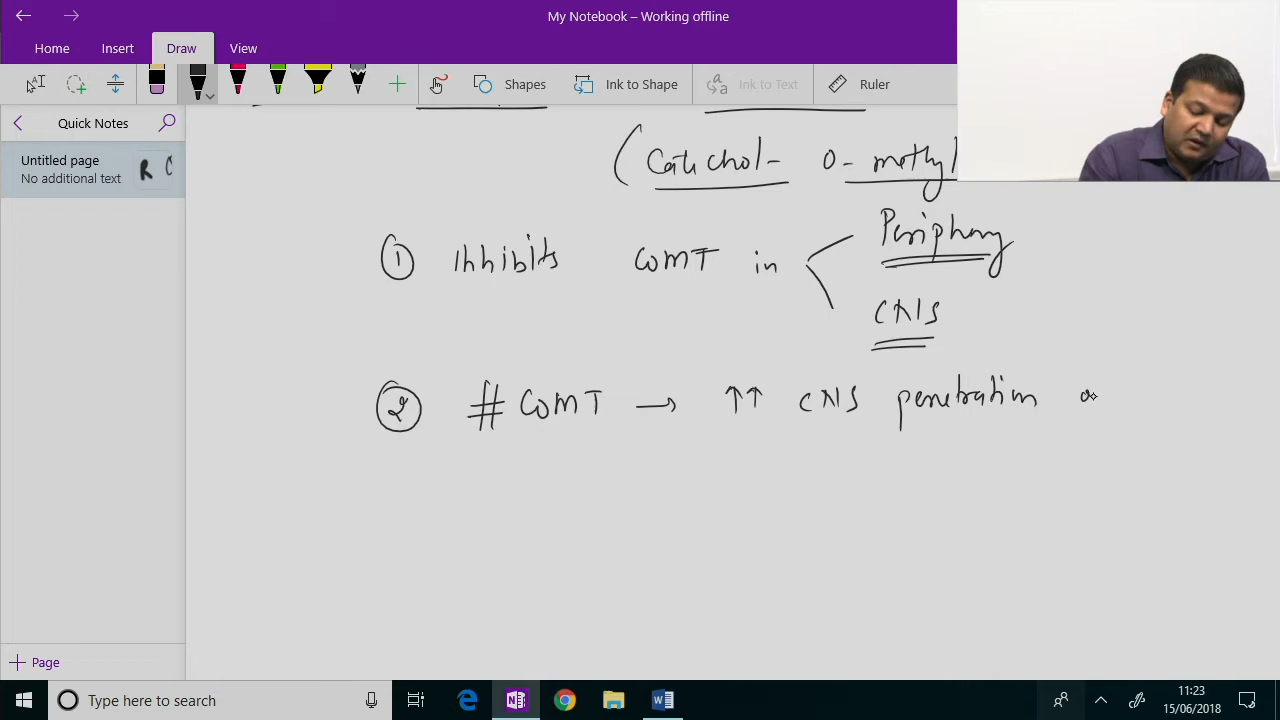 My Notebook – Working offline
Home Insert Draw View
Shapes Ink to Shape Ink to Text Ruler
Quick Notes
Untitled page
No additional text R C
(Catechol- O- methyl
① Inhibits COMT in Periphery
CNS
② # COMT → ↑↑ CNS penetration o
Page
Type here to search
11:23
15/06/2018